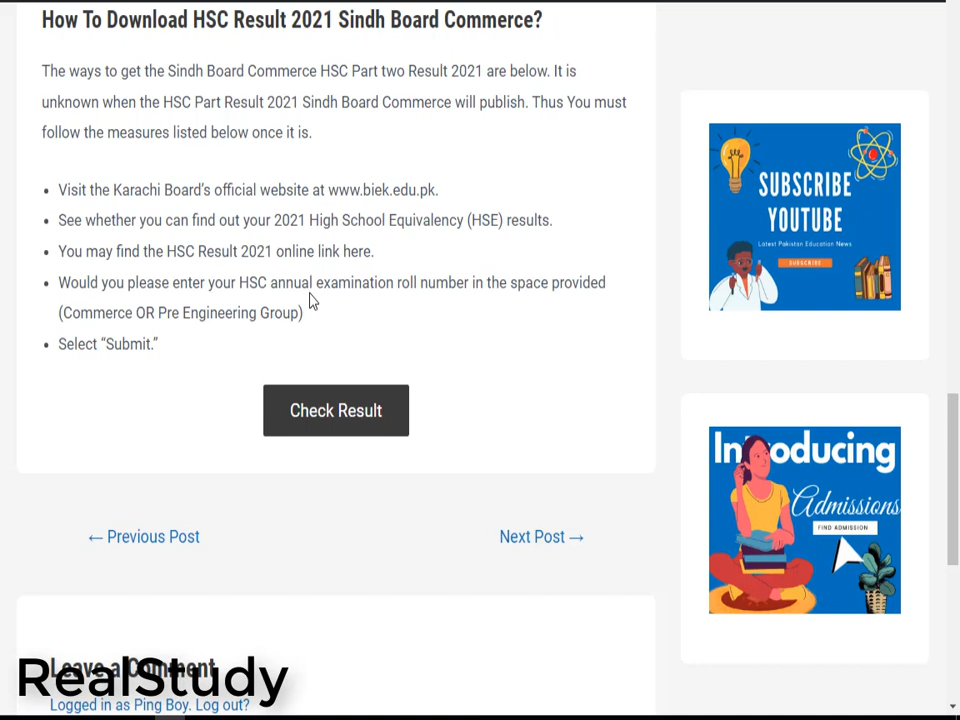 How To Download HSC Result 2021 Sindh Board Commerce?
The ways to get the Sindh Board Commerce HSC Part two Result 2021 are below. It is
unknown when the HSC Part Result 2021 Sindh Board Commerce will publish. Thus You must
follow the measures listed below once it is.
• Visit the Karachi Board's official website at www.biek.edu.pk.
• See whether you can find out your 2021 High School Equivalency (HSE) results.
• You may find the HSC Result 2021 online link here.
• Would you please enter your HSC annual examination roll number in the space provided
(Commerce OR Pre Engineering Group)
• Select “Submit.”
Check Result
← Previous Post
Next Post →
Leave a Comment
RealStudy
Logged in as Ping Boy. Log out?
SUBSCRIBE
YOUTUBE
Latest Pakistan Education News
SUBSCRIBE
Introducing
Admissions
FIND ADMISSION